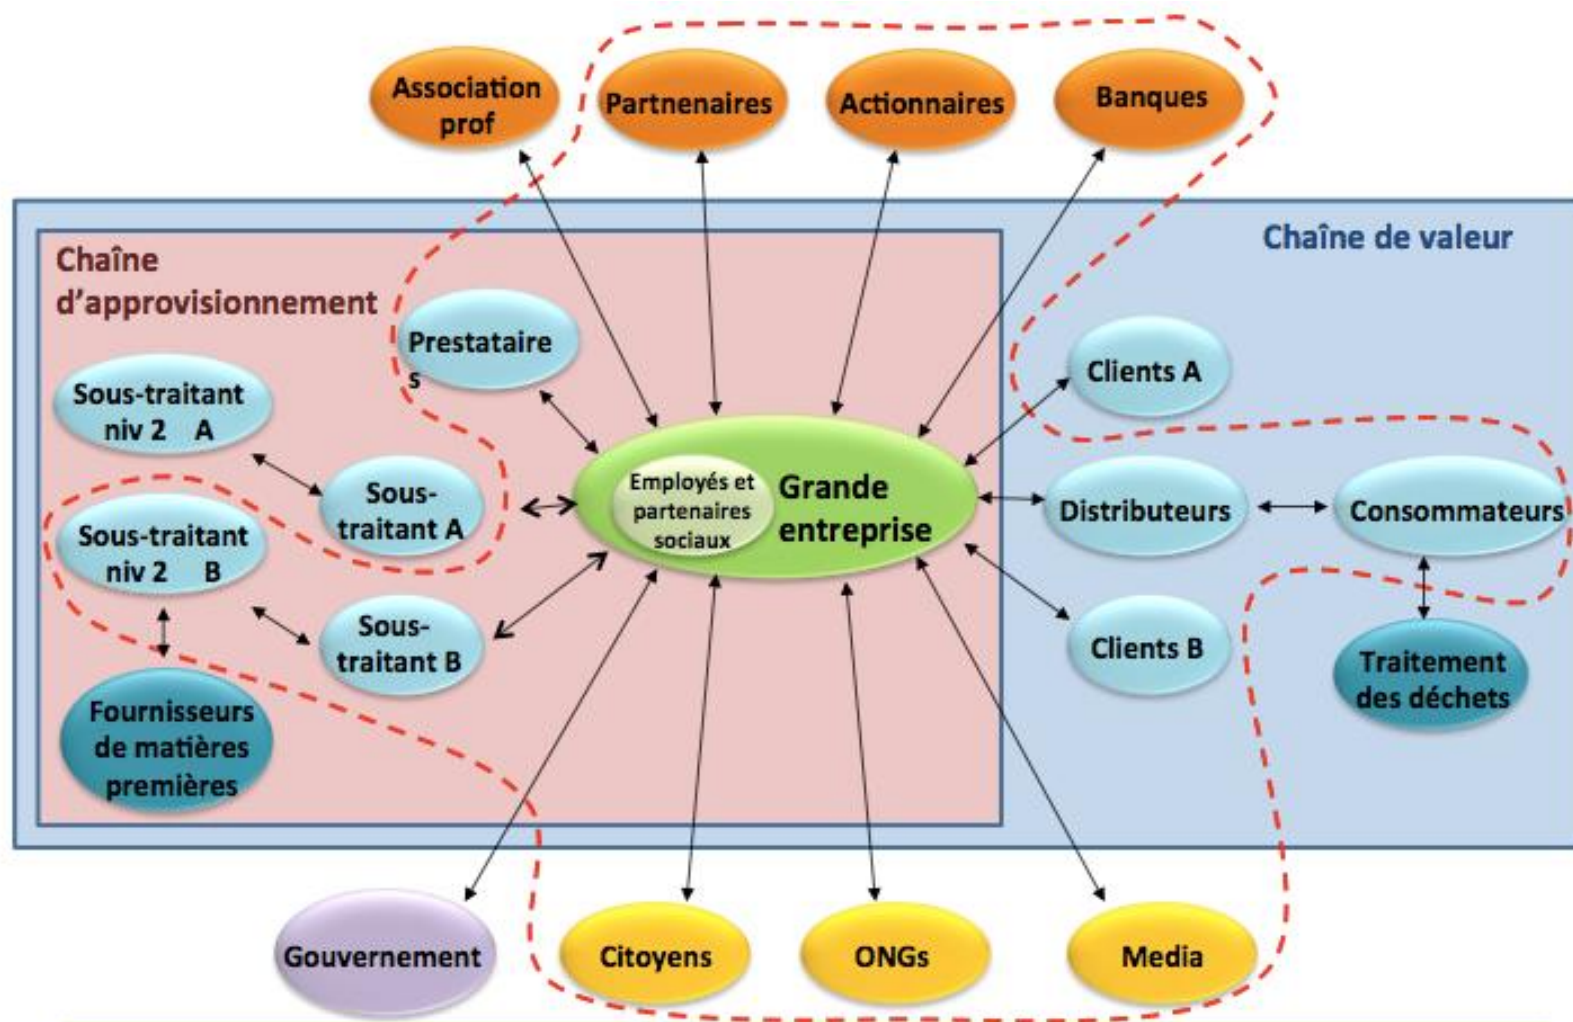 Association
prof
Partnenaires
Actionnaires
Banques
Chaîne de valeur
Chaîne
d'approvisionnement
Prestataire
s
Clients A
Sous-traitant
niv 2 A
Employés et
partenaires
sociaux
Grande
entreprise
Sous-
traitant A
Distributeurs
Consommateurs
Sous-traitant
niv 2 B
Sous-
traitant B
Clients B
Traitement
des déchets
Fournisseurs
de matières
premières
Gouvernement
Citoyens
ONGs
Media